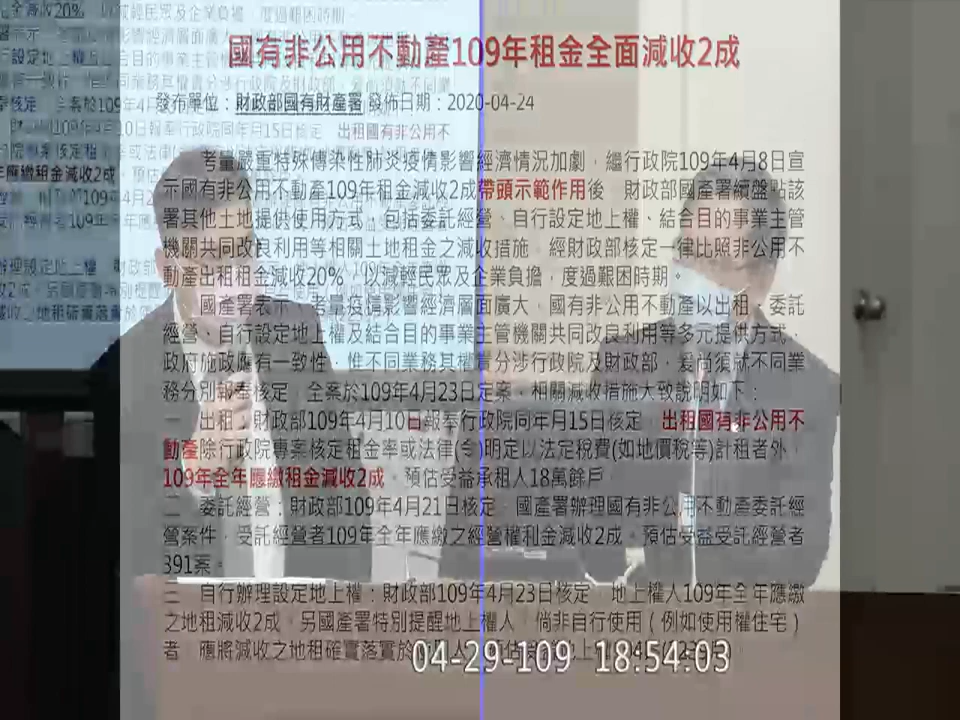 國有非公用不動產109年租金全面減收2成
發布單位：財政部國有財產署 發佈日期：2020-04-24
考量嚴重特殊傳染性肺炎疫情影響經濟情況加劇，繼行政院109年4月8日宣
示國有非公用不動產109年租金減收2成帶頭示範作用後，財政部國產署續盤點該
署其他土地提供使用方式，包括委託經營、自行設定地上權、結合目的事業主管
機關共同改良利用等相關土地租金之減收措施，經財政部核定一律比照非公用不
動產出租租金減收20%，以減輕民眾及企業負擔，度過艱困時期。
國產署表示，考量疫情影響經濟層面廣大，國有非公用不動產以出租、委託
經營、自行設定地上權及結合目的事業主管機關共同改良利用等多元提供方式，
政府施政應有一致性，惟不同業務其權責分涉行政院及財政部，爰尚須就不同業
務分別報奉核定，全案於109年4月23日定案，相關減收措施大致說明如下：
一、出租：財政部109年4月10日報奉行政院同年月15日核定，出租國有非公用不
動產除行政院專案核定租金率或法律(令)明定以法定稅費(如地價稅等)計租者外，
109年全年應繳租金減收2成，預估受益承租人18萬餘戶。
二、委託經營：財政部109年4月21日核定，國產署辦理國有非公用不動產委託經
營案件，受託經營者109年全年應繳之經營權利金減收2成。預估受益受託經營者
391案。
三、自行辦理設定地上權：財政部109年4月23日核定，地上權人109年全年應繳
之地租減收2成，另國產署特別提醒地上權人，倘非自行使用（例如使用權住宅）
者，應將減收之地租確實落實於
04-29-109 18:54:03